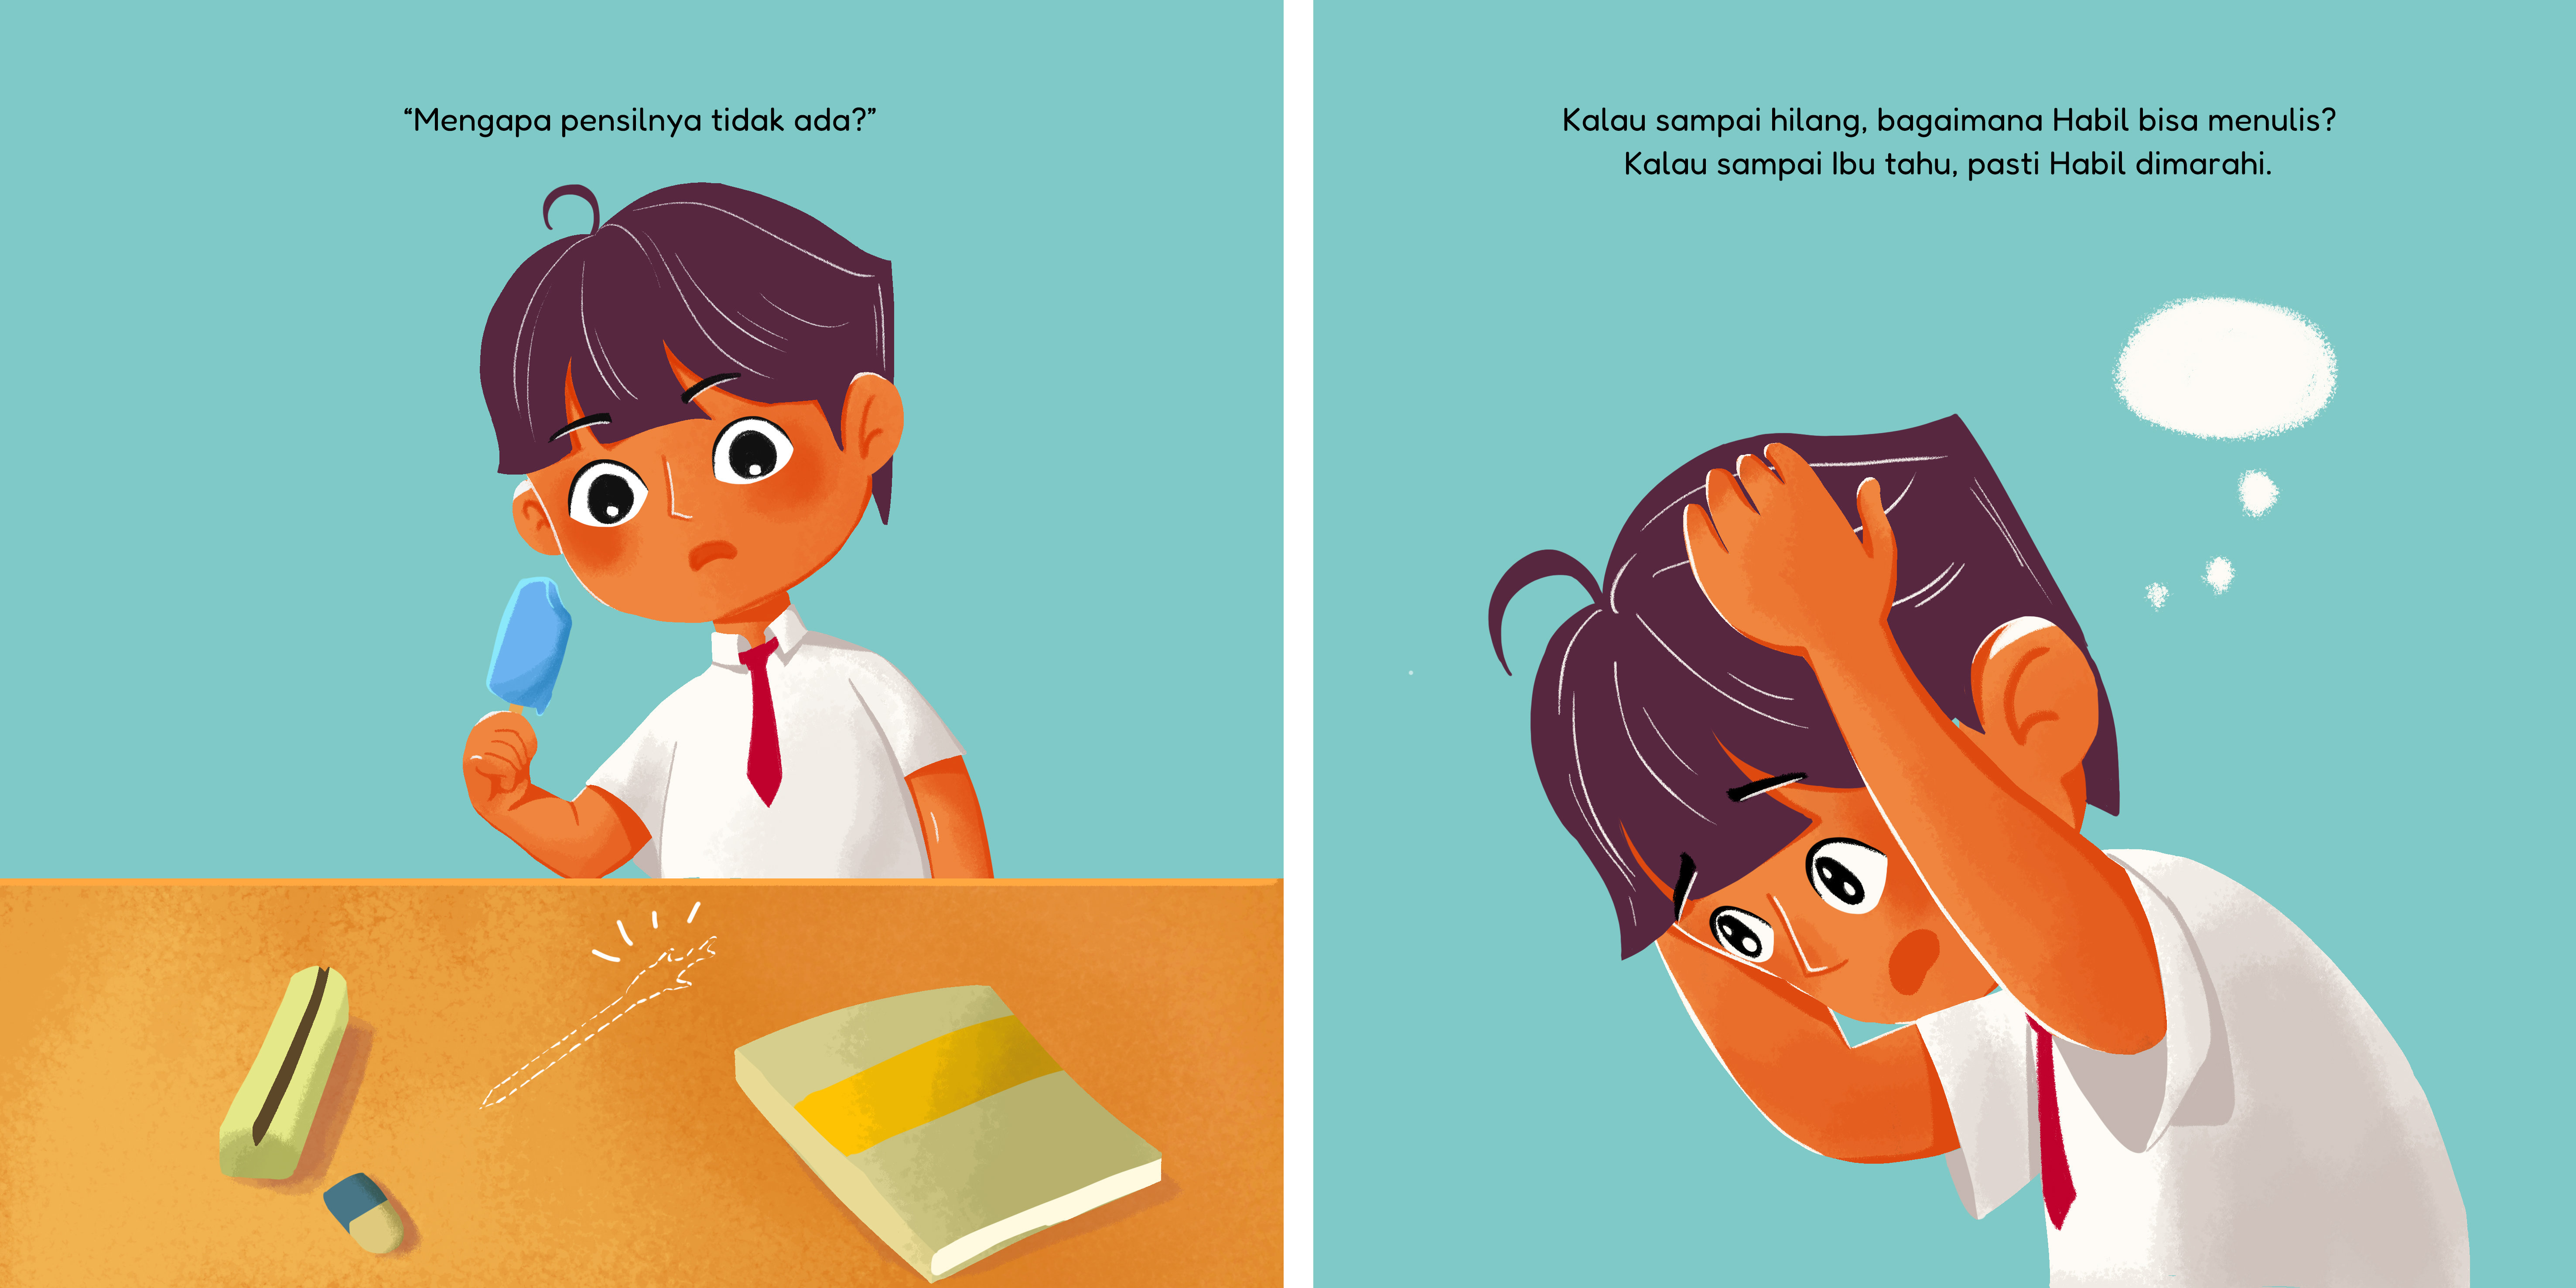 “Mengapa pensilnya tidak ada?”
Kalau sampai hilang, bagaimana Habil bisa menulis?
Kalau sampai Ibu tahu, pasti Habil dimarahi.